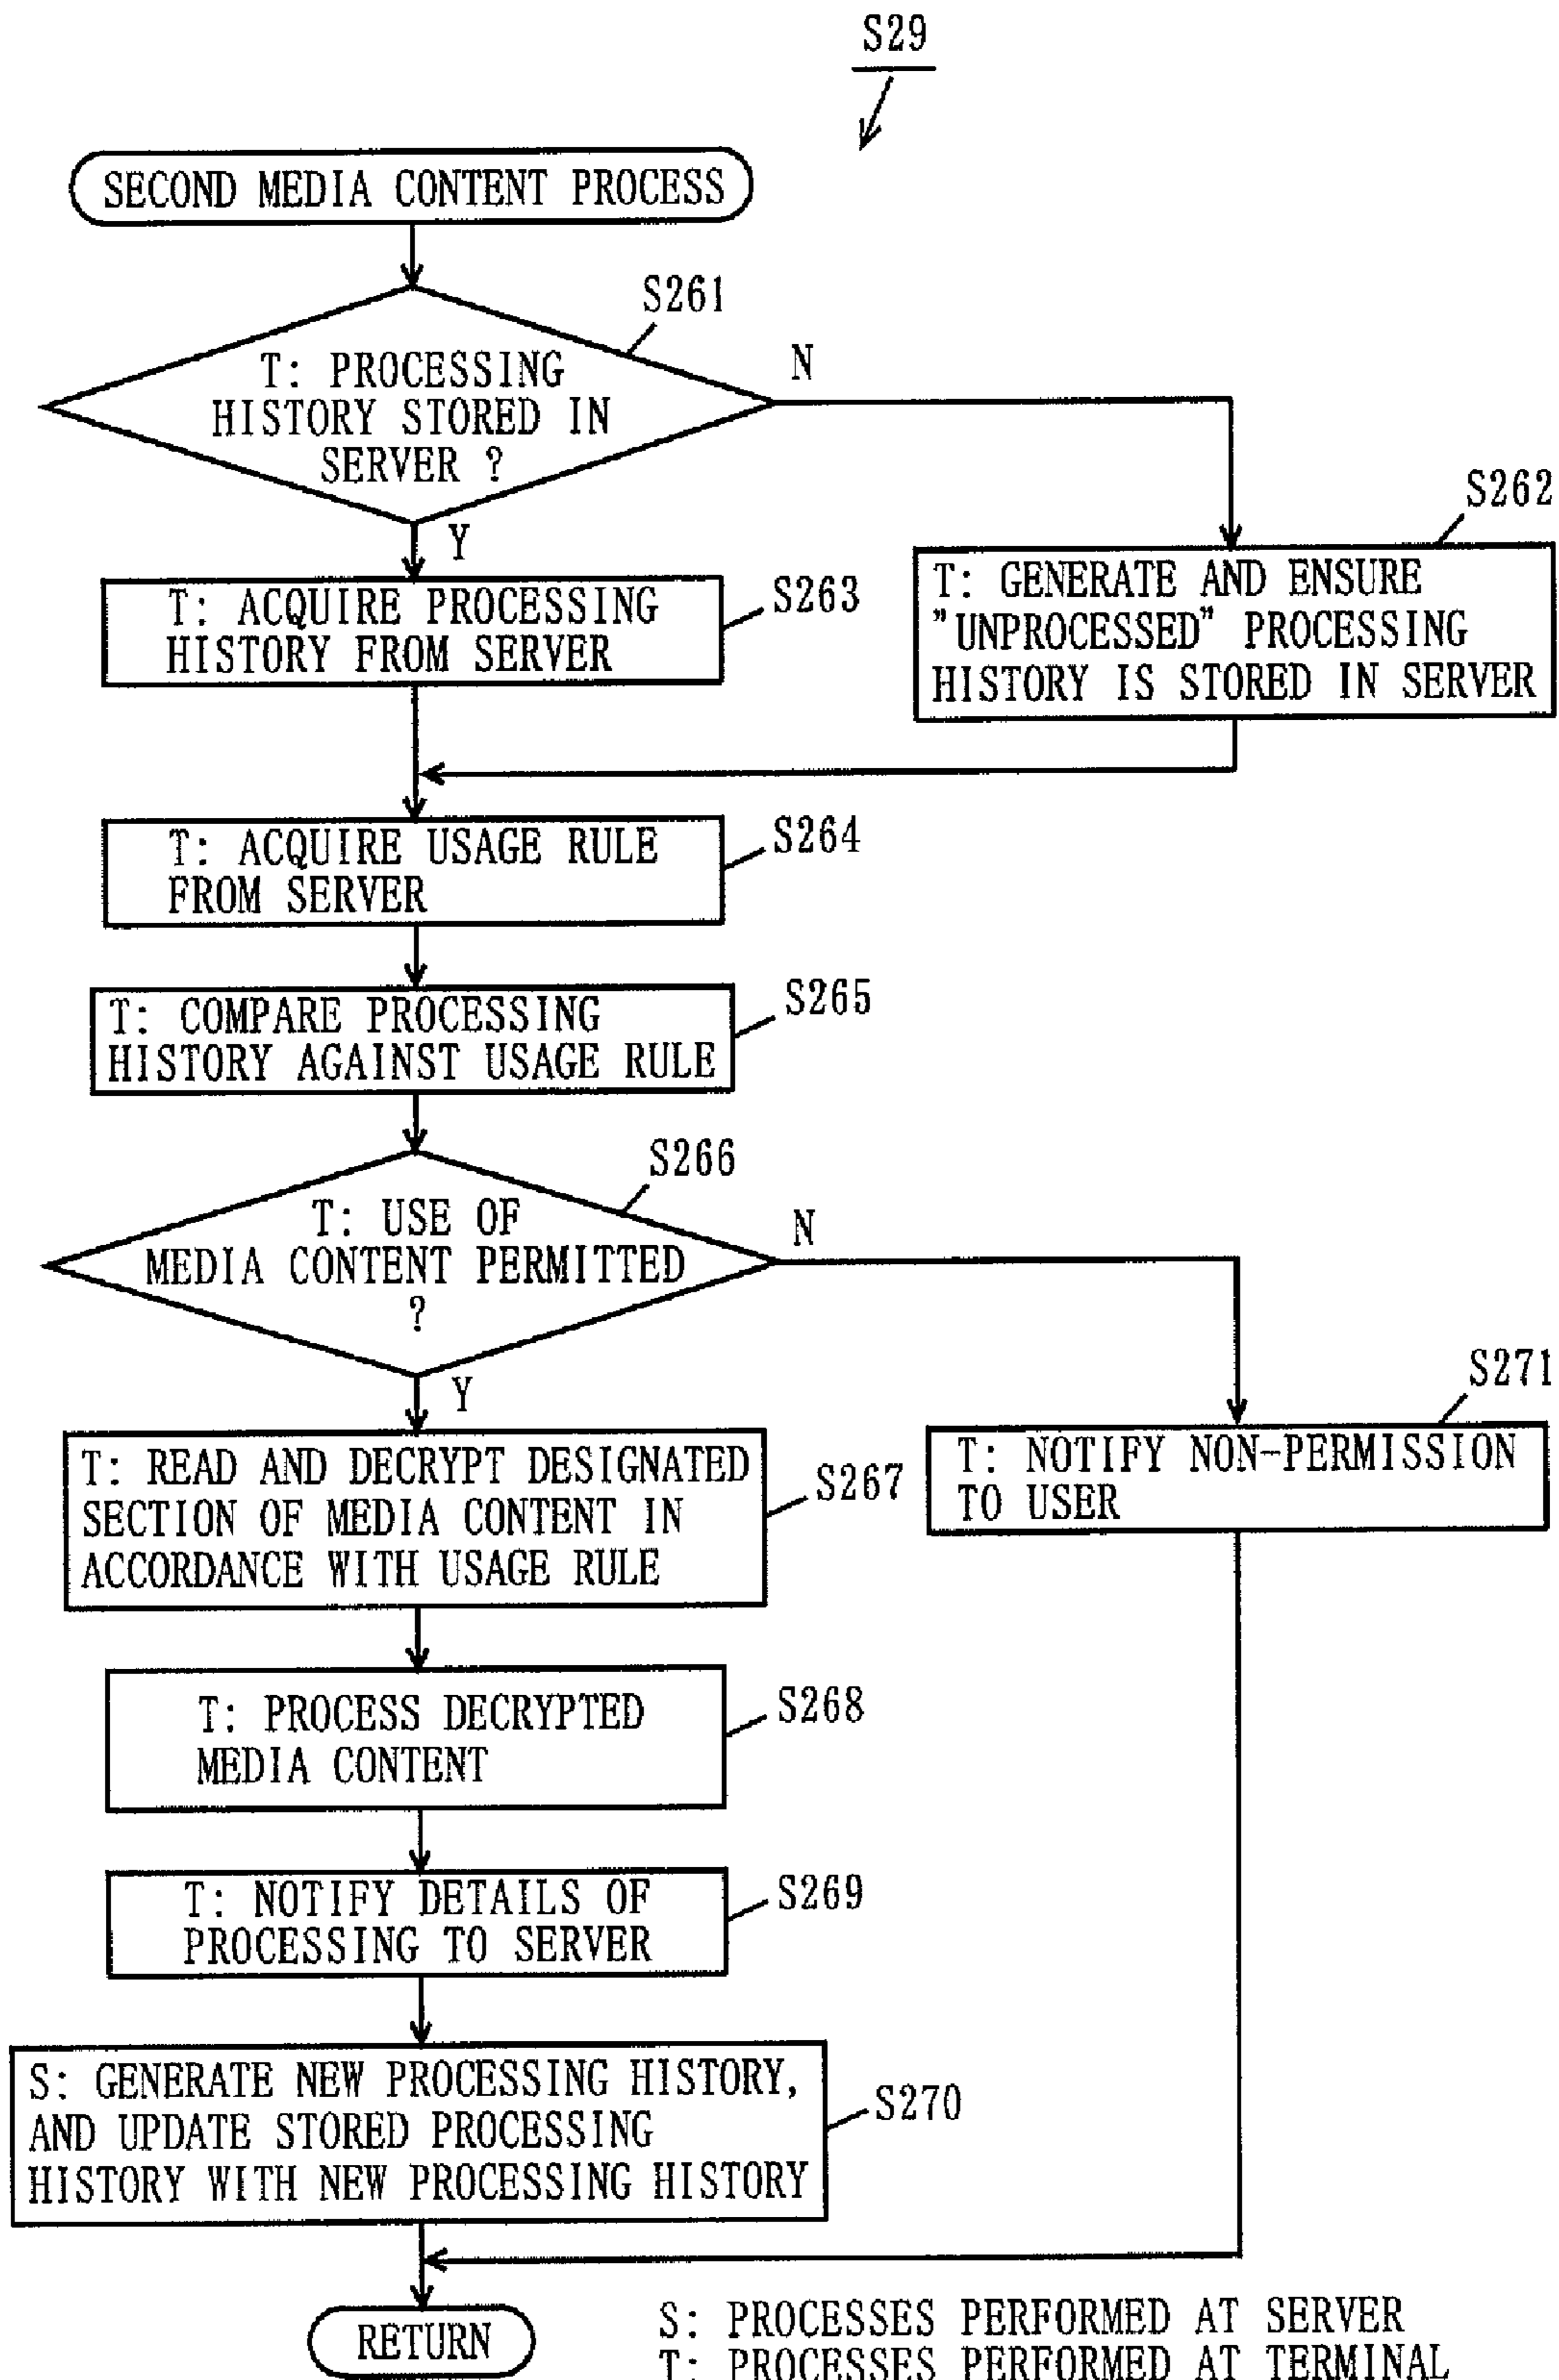 S29
SECOND MEDIA CONTENT PROCESS
S261
T: PROCESSING
HISTORY STORED IN
SERVER ?
N
Y
S262
T: GENERATE AND ENSURE
"UNPROCESSED" PROCESSING
HISTORY IS STORED IN SERVER
S263
T: ACQUIRE PROCESSING
HISTORY FROM SERVER
S264
T: ACQUIRE USAGE RULE
FROM SERVER
S265
T: COMPARE PROCESSING
HISTORY AGAINST USAGE RULE
S266
T: USE OF
MEDIA CONTENT PERMITTED
?
N
Y
S271
T: NOTIFY NON-PERMISSION
TO USER
S267
T: READ AND DECRYPT DESIGNATED
SECTION OF MEDIA CONTENT IN
ACCORDANCE WITH USAGE RULE
S268
T: PROCESS DECRYPTED
MEDIA CONTENT
S269
T: NOTIFY DETAILS OF
PROCESSING TO SERVER
S270
S: GENERATE NEW PROCESSING HISTORY,
AND UPDATE STORED PROCESSING
HISTORY WITH NEW PROCESSING HISTORY
RETURN
S: PROCESSES PERFORMED AT SERVER
T: PROCESSES PERFORMED AT TERMINAL